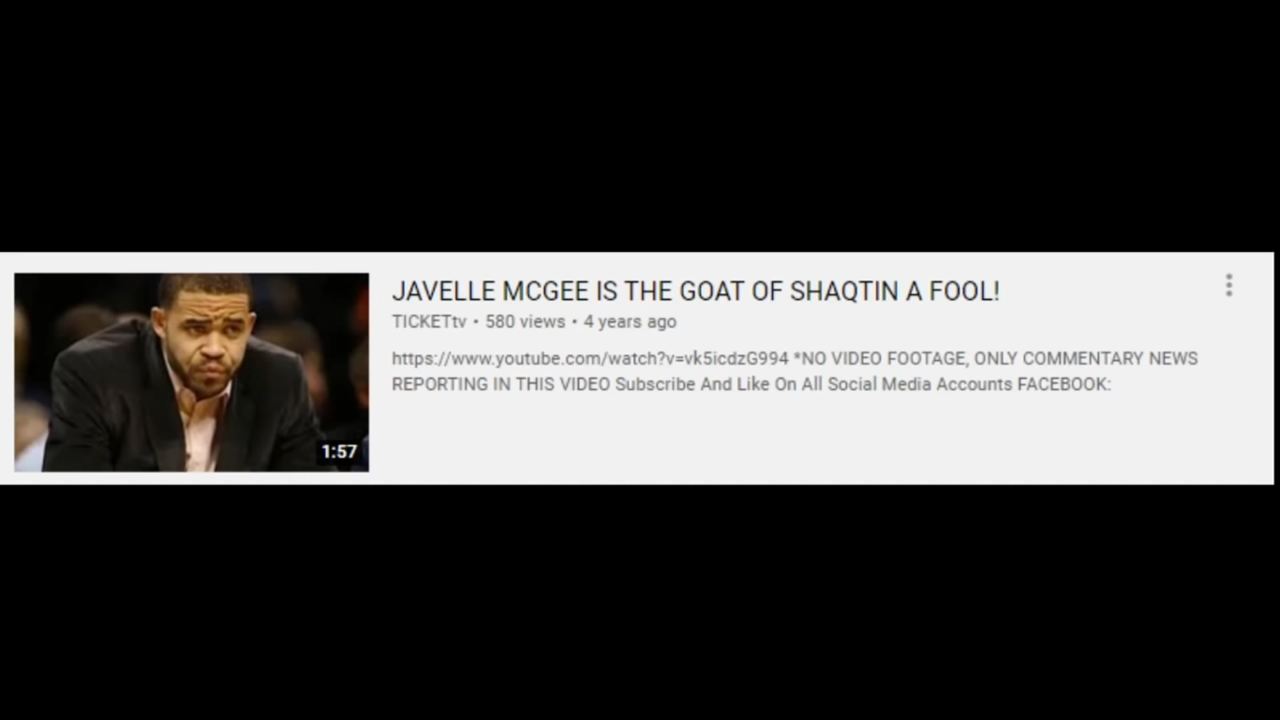 JAVELLE MCGEE IS THE GOAT OF SHAQTIN A FOOL!
TICKETtv • 580 views • 4 years ago
https://www.youtube.com/watch?v=vk5icdzG994 *NO VIDEO FOOTAGE, ONLY COMMENTARY NEWS
REPORTING IN THIS VIDEO Subscribe And Like On All Social Media Accounts FACEBOOK:
1:57